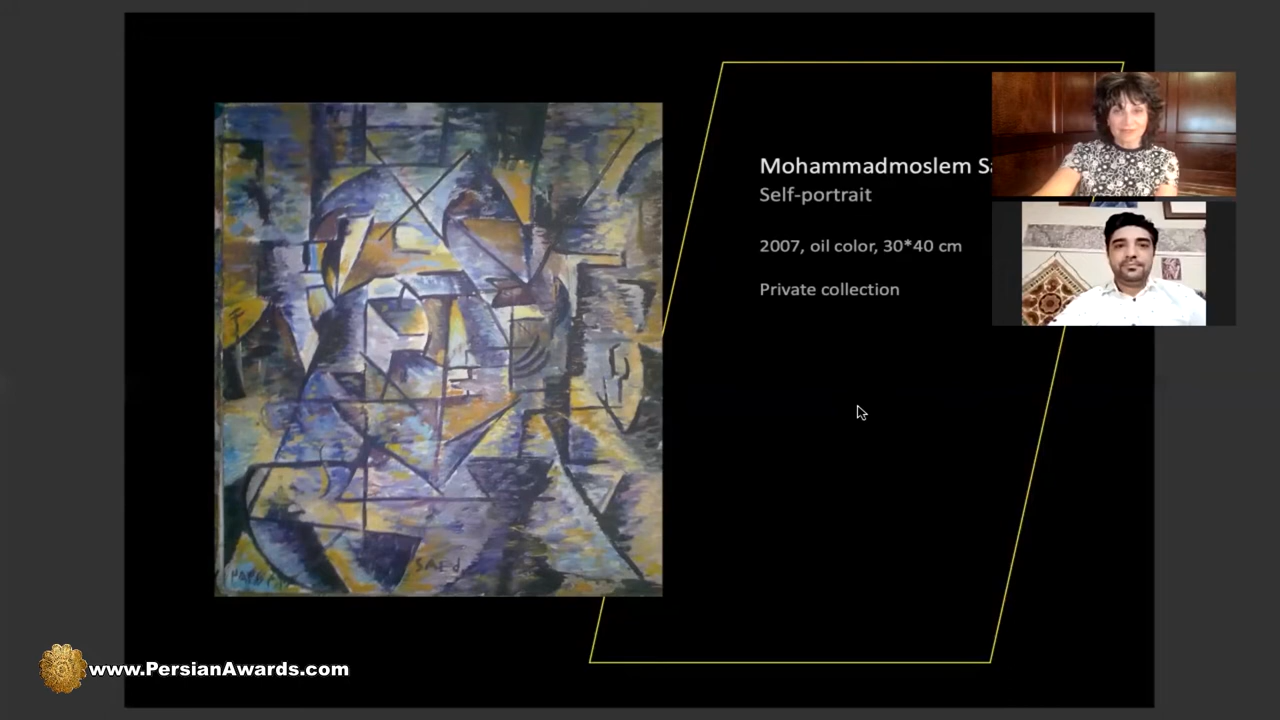 Mohammadmoslem Sa
Self-portrait
2007, oil color, 30*40 cm
Private collection
SAEd
www.PersianAwards.com